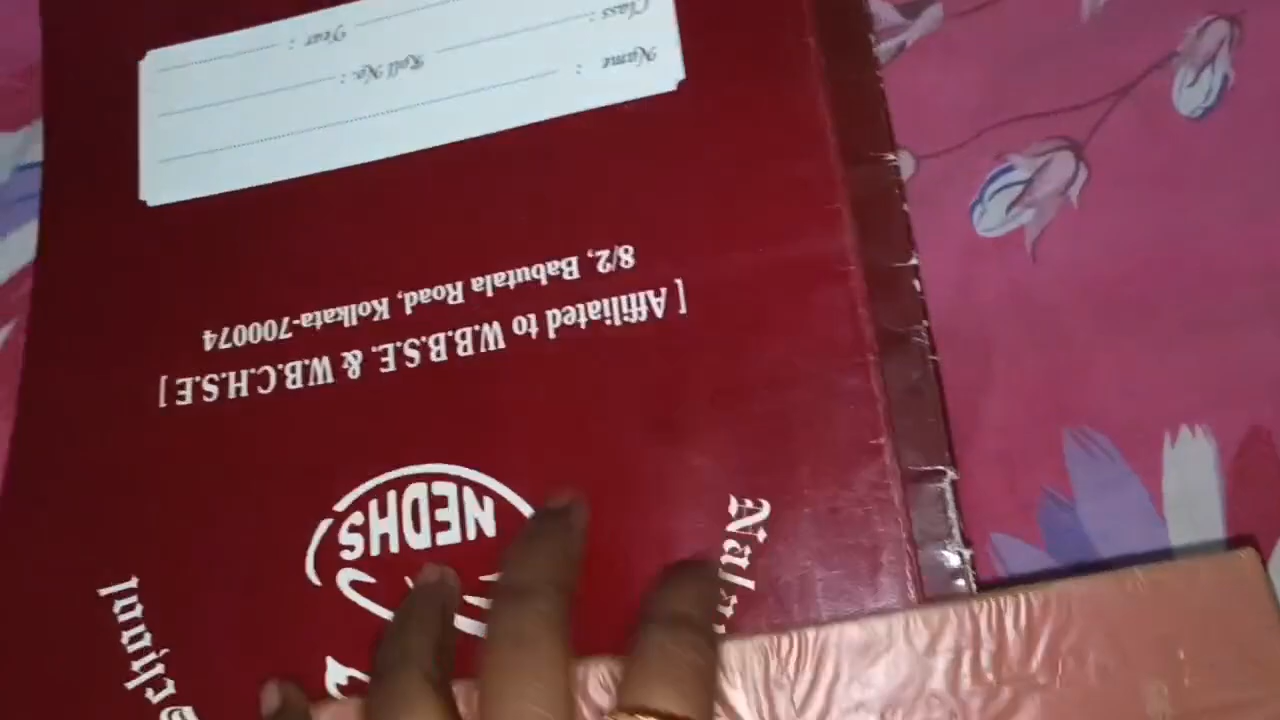 NEDHS
[ Affiliated to W.B.B.S.E. & W.B.C.H.S.E ]
8/2, Babutala Road, Kolkata-700074
Name :
Roll No. :
Class :
Year :